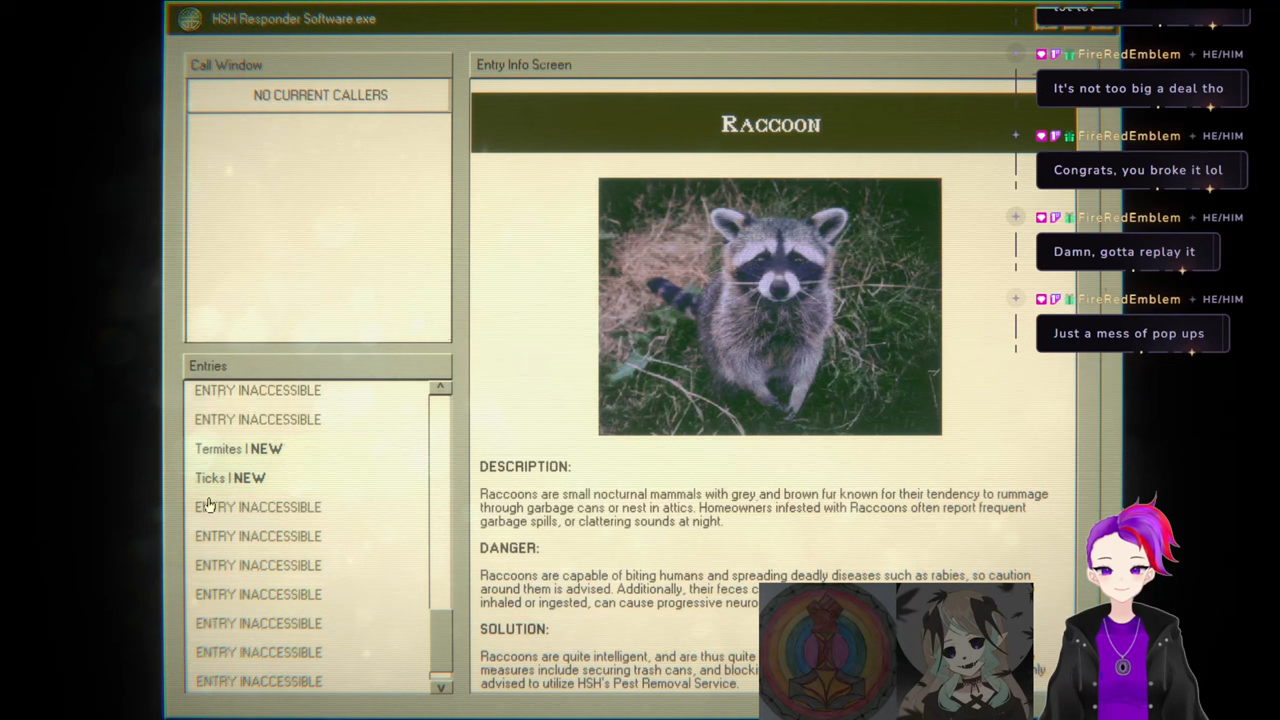 HSH Responder Software.exe
Call Window
NO CURRENT CALLERS
Entries
ENTRY INACCESSIBLE
ENTRY INACCESSIBLE
Termites | NEW
Ticks | NEW
ENTRY INACCESSIBLE
ENTRY INACCESSIBLE
ENTRY INACCESSIBLE
ENTRY INACCESSIBLE
ENTRY INACCESSIBLE
ENTRY INACCESSIBLE
ENTRY INACCESSIBLE
Entry Info Screen
RACCOON
DESCRIPTION:
Raccoons are small nocturnal mammals with grey and brown fur known for their tendency to rummage
through garbage cans or nest in attics. Homeowners infested with Raccoons often report frequent
garbage spills, or clattering sounds at night.
DANGER:
Raccoons are capable of biting humans and spreading deadly diseases such as rabies, so caution
around them is advised. Additionally, their feces
inhaled or ingested, can cause progressive
SOLUTION:
Raccoons are quite intelligent, and are thus quite
measures include securing trash cans, and
advised to utilize HSH's Pest Removal Service.
FireRedEmblem + HE/HIM
It's not too big a deal tho
FireRedEmblem + HE/HIM
Congrats, you broke it lol
FireRedEmblem + HE/HIM
Damn, gotta replay it
FireRedEmblem + HE/HIM
Just a mess of pop ups